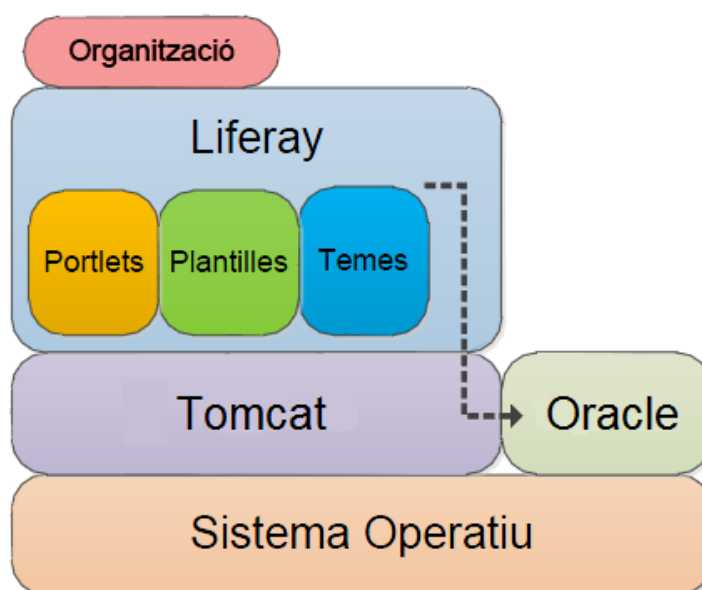 Organització
Liferay
Portlets
Plantilles
Temes
Tomcat
Oracle
Sistema Operatiu